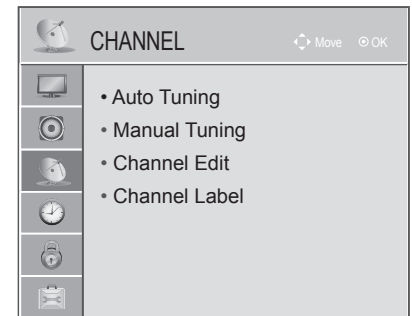 CHANNEL
Move OK
• Auto Tuning
• Manual Tuning
• Channel Edit
• Channel Label